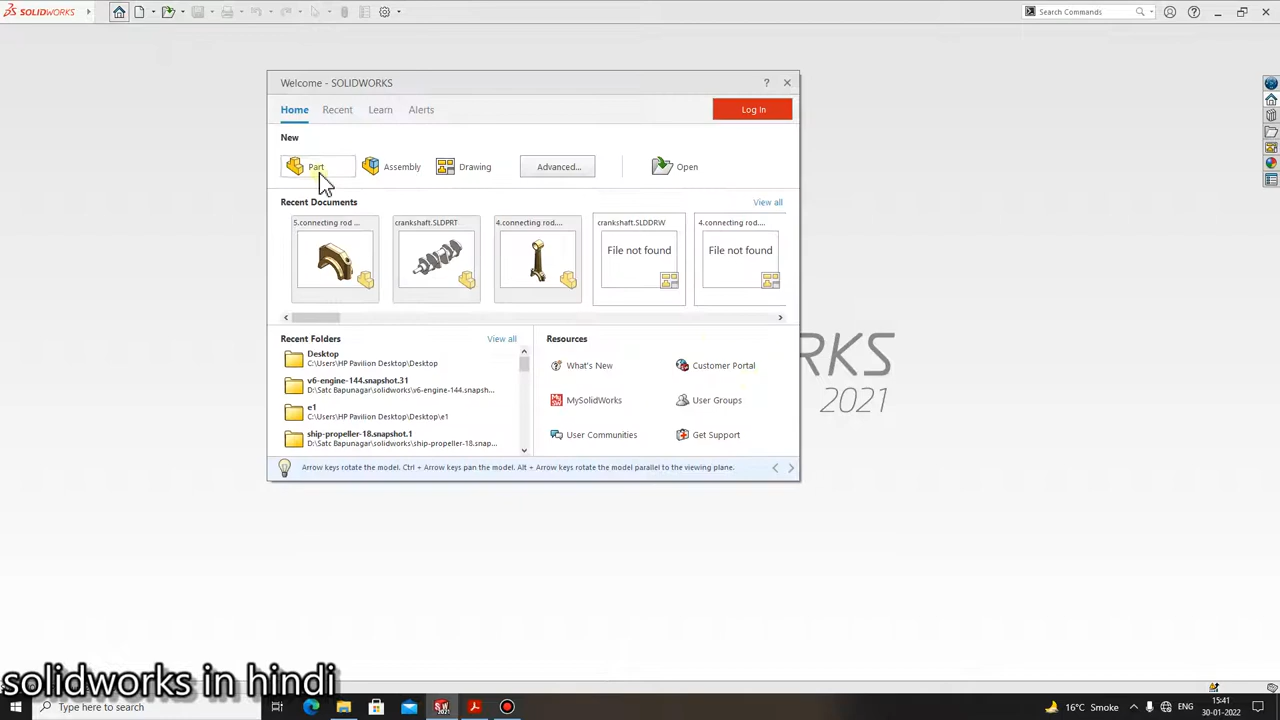 SOLIDWORKS
Search Commands
Welcome - SOLIDWORKS
?
Home
Recent
Learn
Alerts
Log In
New
Part
Assembly
Drawing
Advanced...
Open
Recent Documents
View all
5.connecting rod ...
crankshaft.SLDPRT
4.connecting rod....
crankshaft.SLDDRW
4.connecting rod....
File not found
File not found
Recent Folders
View all
Resources
Desktop
C:\Users\HP Pavilion Desktop\Desktop
v6-engine-144.snapshot.31
D:\Satc Bapunagar\solidworks\v6-engine-144.snapsh...
e1
C:\Users\HP Pavilion Desktop\Desktop\e1
ship-propeller-18.snapshot.1
D:\Satc Bapunagar\solidworks\ship-propeller-18.snap...
What's New
Customer Portal
MySolidWorks
User Groups
User Communities
Get Support
Arrow keys rotate the model. Ctrl + Arrow keys pan the model. Alt + Arrow keys rotate the model parallel to the viewing plane.
RKS
2021
solidworks in hindi
Type here to search
16°C Smoke
ENG
15:41
30-01-2022